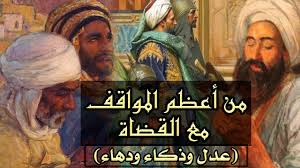 من أعظم المواقف
مع القضاة
(عدل وذكاء ودهاء)